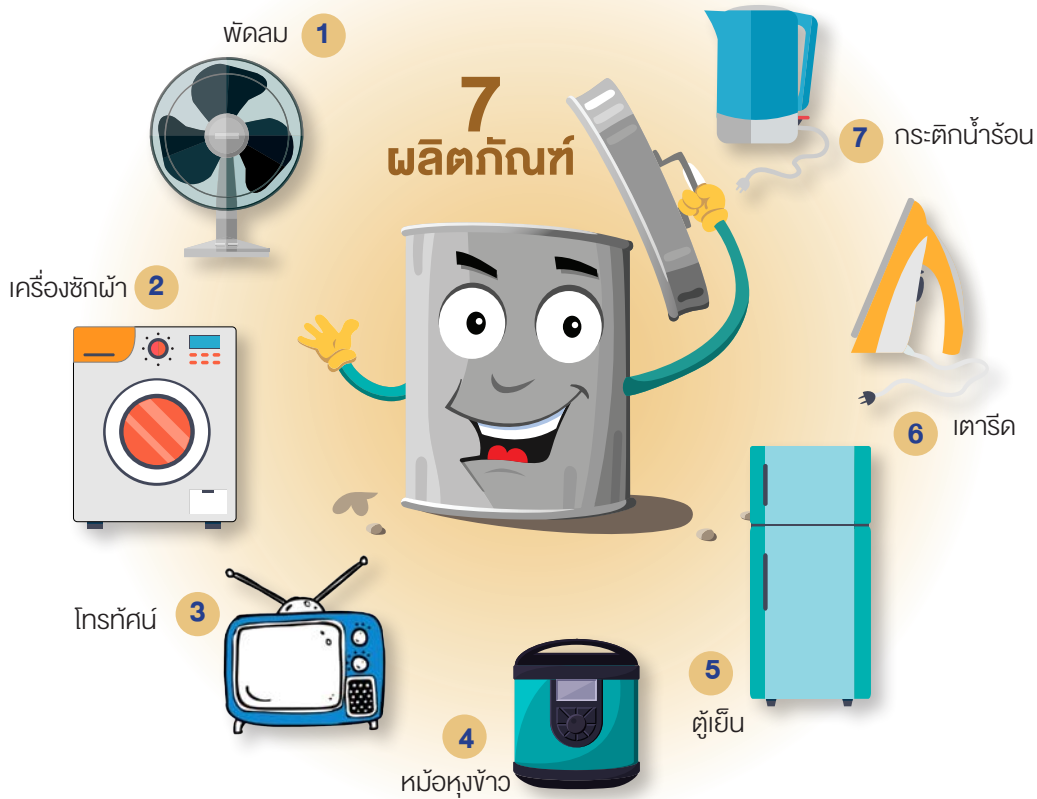 7
ผลิตภัณฑ์
พัดลม 1
เครื่องซักผ้า 2
โทรทัศน์ 3
4
หม้อหุงข้าว
5
ตู้เย็น
6 เตารีด
7 กระติกน้ำร้อน